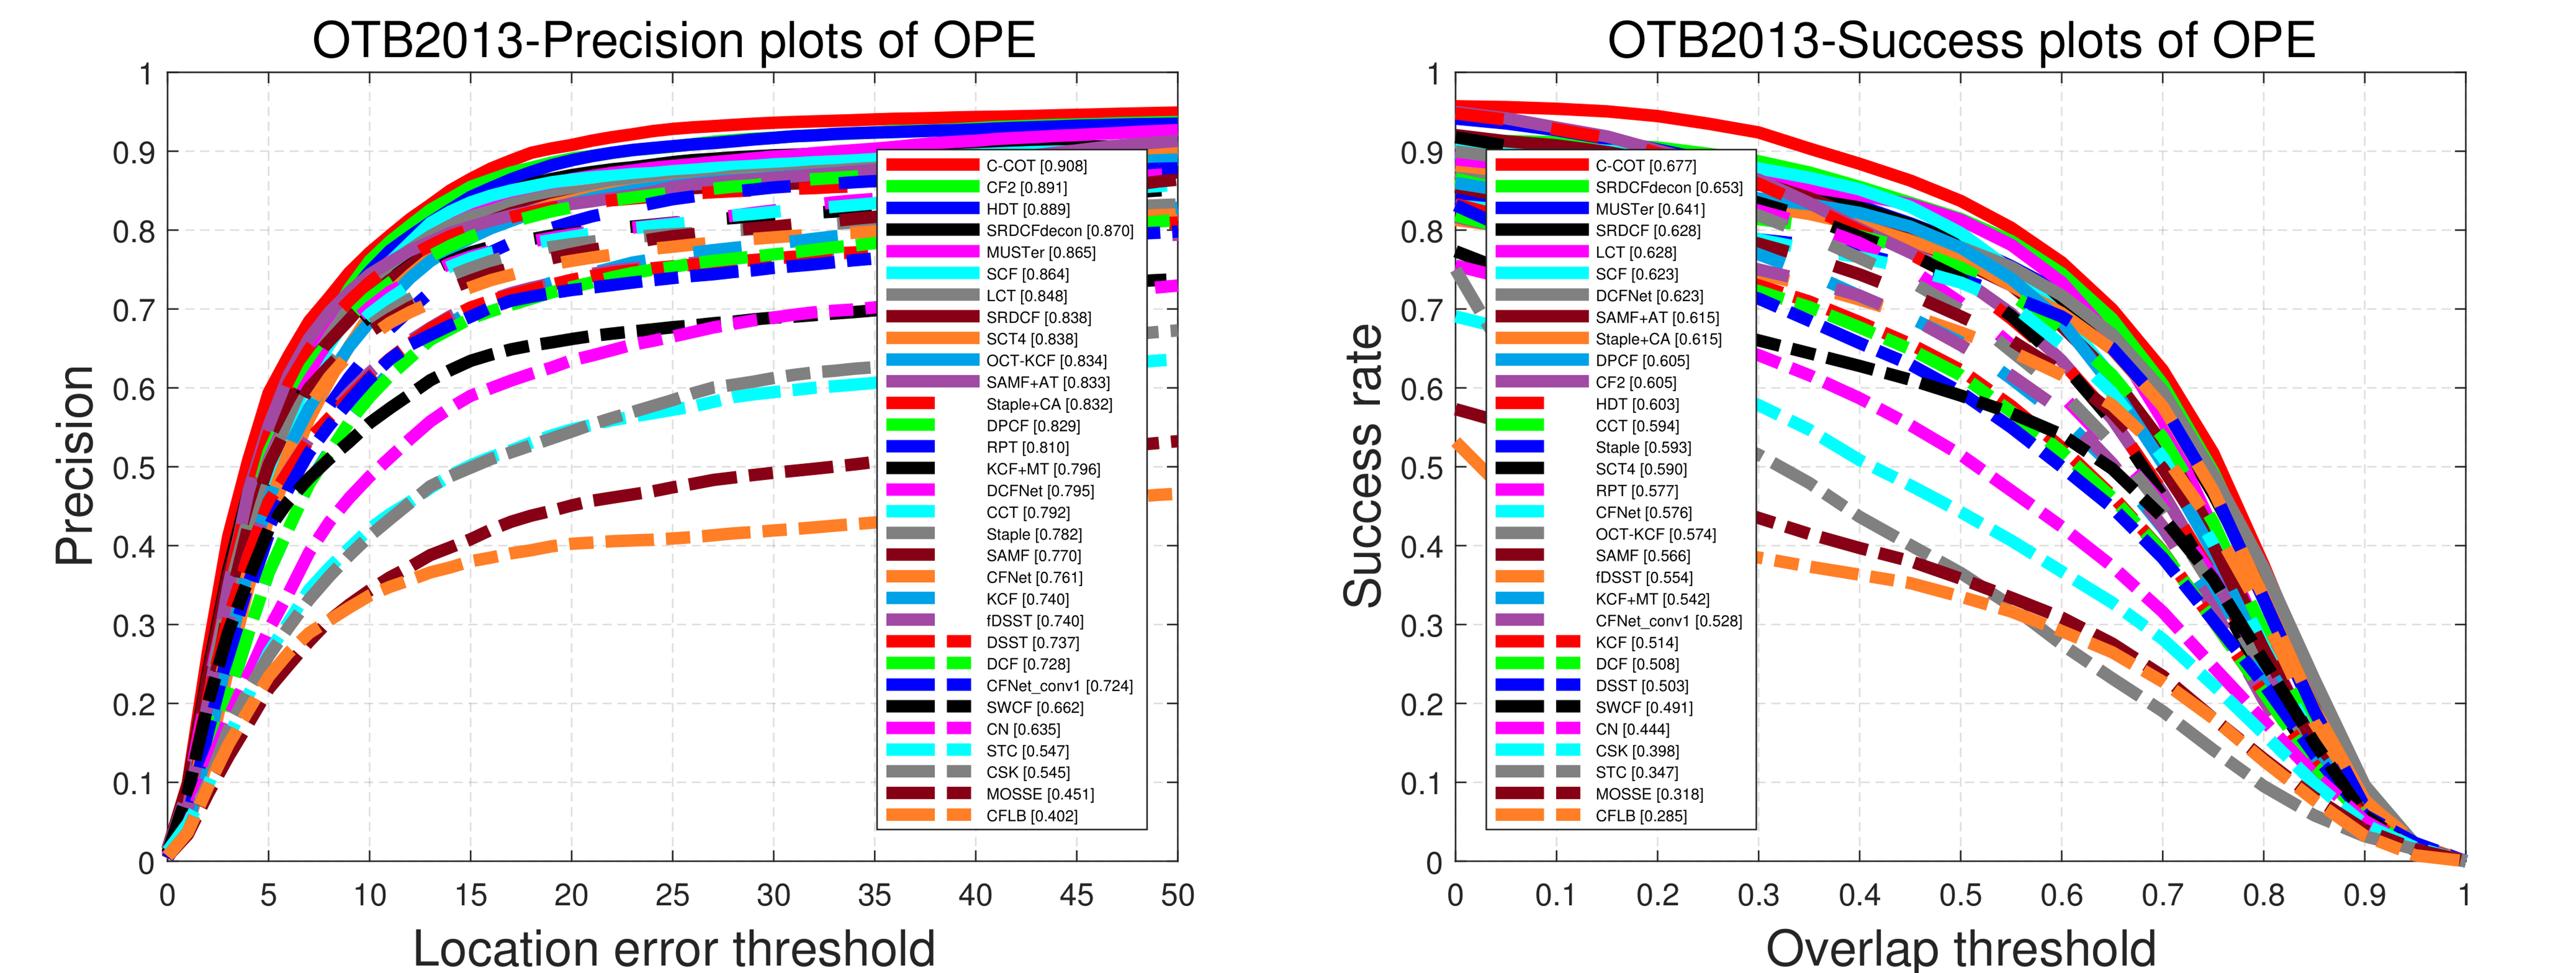 OTB2013-Precision plots of OPE
1
0.9
0.8
0.7
0.6
0.5
0.4
0.3
0.2
0.1
0
0 5 10 15 20 25 30 35 40 45 50
Precision
Location error threshold
C-COT [0.908]
CF2 [0.891]
HDT [0.889]
SRDCFdecon [0.870]
MUSTer [0.865]
SCF [0.864]
LCT [0.848]
SRDCF [0.838]
SCT4 [0.838]
OCT-KCF [0.834]
SAMF+AT [0.833]
Staple+CA [0.832]
DPCF [0.829]
RPT [0.810]
KCF+MT [0.796]
DCFNet [0.795]
CCT [0.792]
Staple [0.782]
SAMF [0.770]
CFNet [0.761]
KCF [0.740]
fDSST [0.740]
DSST [0.737]
DCF [0.728]
CFNet_conv1 [0.724]
SWCF [0.662]
CN [0.635]
STC [0.547]
CSK [0.545]
MOSSE [0.451]
CFLB [0.402]
OTB2013-Success plots of OPE
1
0.9
0.8
0.7
0.6
0.5
0.4
0.3
0.2
0.1
0
0 0.1 0.2 0.3 0.4 0.5 0.6 0.7 0.8 0.9 1
Success rate
Overlap threshold
C-COT [0.677]
SRDCFdecon [0.653]
MUSTer [0.641]
SRDCF [0.628]
LCT [0.628]
SCF [0.623]
DCFNet [0.623]
SAMF+AT [0.615]
Staple+CA [0.615]
DPCF [0.605]
CF2 [0.605]
HDT [0.603]
CCT [0.594]
Staple [0.593]
SCT4 [0.590]
RPT [0.577]
CFNet [0.576]
OCT-KCF [0.574]
SAMF [0.566]
fDSST [0.554]
KCF+MT [0.542]
CFNet_conv1 [0.528]
KCF [0.514]
DCF [0.508]
DSST [0.503]
SWCF [0.491]
CN [0.444]
CSK [0.398]
STC [0.347]
MOSSE [0.318]
CFLB [0.285]